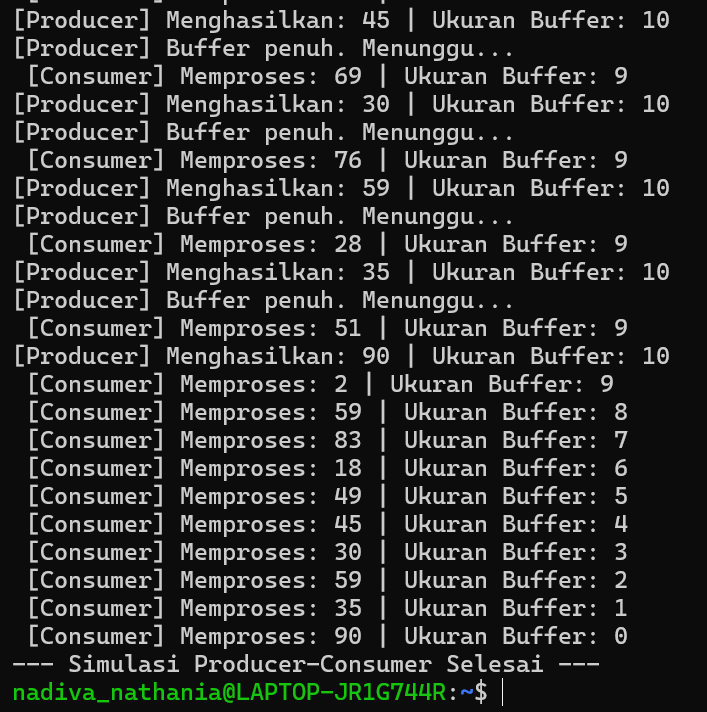 [Producer] Menghasilkan: 45 | Ukuran Buffer: 10
[Producer] Buffer penuh. Menunggu...
 [Consumer] Memproses: 69 | Ukuran Buffer: 9
[Producer] Menghasilkan: 30 | Ukuran Buffer: 10
[Producer] Buffer penuh. Menunggu...
 [Consumer] Memproses: 76 | Ukuran Buffer: 9
[Producer] Menghasilkan: 59 | Ukuran Buffer: 10
[Producer] Buffer penuh. Menunggu...
 [Consumer] Memproses: 28 | Ukuran Buffer: 9
[Producer] Menghasilkan: 35 | Ukuran Buffer: 10
[Producer] Buffer penuh. Menunggu...
 [Consumer] Memproses: 51 | Ukuran Buffer: 9
[Producer] Menghasilkan: 90 | Ukuran Buffer: 10
 [Consumer] Memproses: 2 | Ukuran Buffer: 9
 [Consumer] Memproses: 59 | Ukuran Buffer: 8
 [Consumer] Memproses: 83 | Ukuran Buffer: 7
 [Consumer] Memproses: 18 | Ukuran Buffer: 6
 [Consumer] Memproses: 49 | Ukuran Buffer: 5
 [Consumer] Memproses: 45 | Ukuran Buffer: 4
 [Consumer] Memproses: 30 | Ukuran Buffer: 3
 [Consumer] Memproses: 59 | Ukuran Buffer: 2
 [Consumer] Memproses: 35 | Ukuran Buffer: 1
 [Consumer] Memproses: 90 | Ukuran Buffer: 0
--- Simulasi Producer-Consumer Selesai ---
nadiva_nathania@LAPTOP-JR1G744R:~$